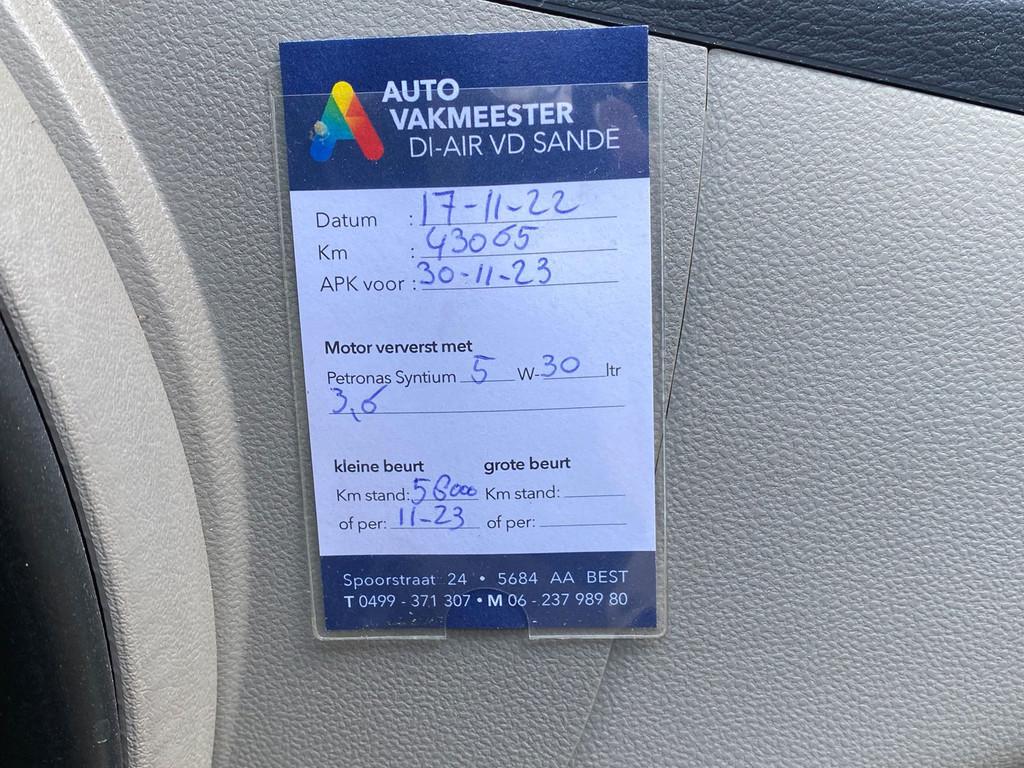 AUTO
VAKMEESTER
DI-AIR VD SANDE
Datum : 17-11-22
Km : 43065
APK voor : 30-11-23
Motor ververst met
Petronas Syntium 5 W-30 ltr
3,6
kleine beurt grote beurt
Km stand: 58000 Km stand:
of per: 11-23 of per:
Spoorstraat 24 • 5684 AA BEST
T 0499 - 371 307 • M 06 - 237 989 80